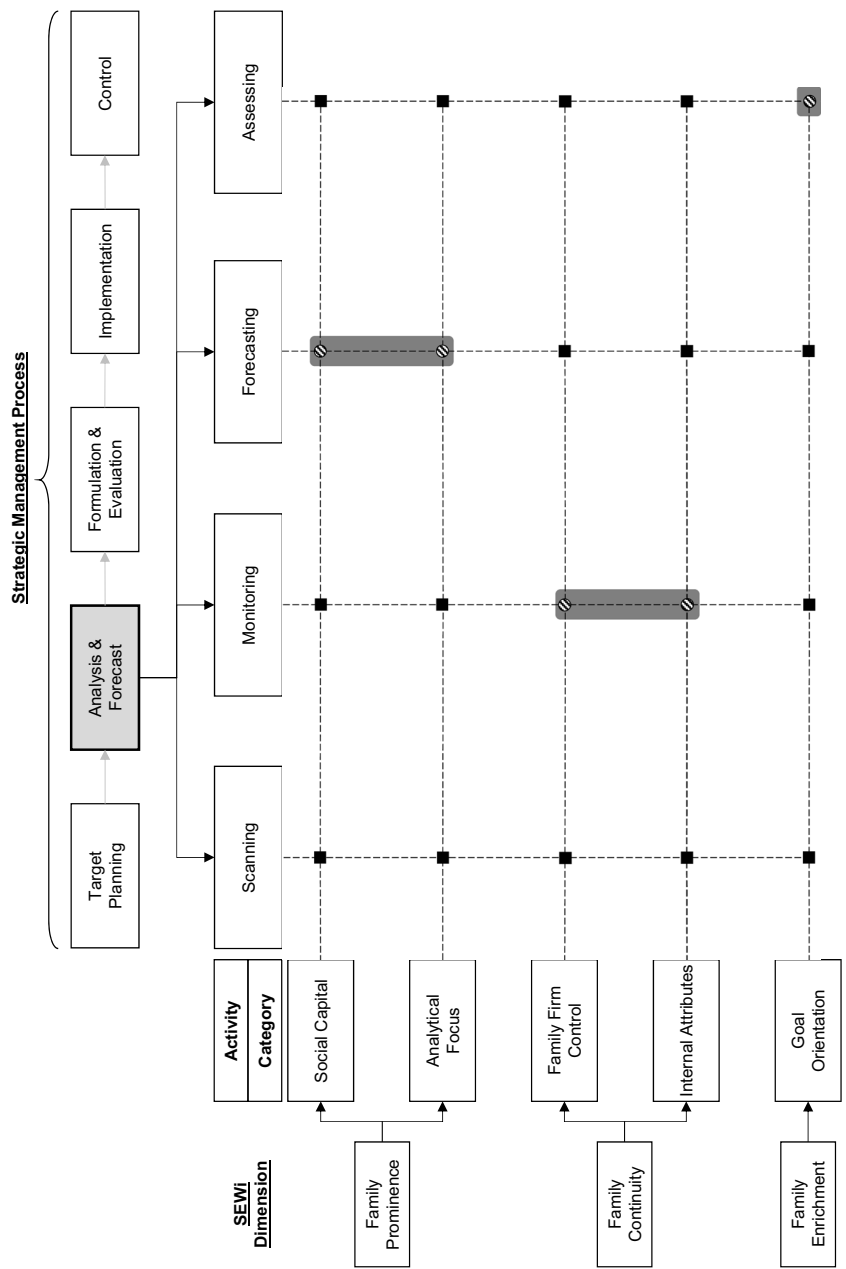 Strategic Management Process
Target
Planning
Analysis &
Forecast
Formulation &
Evaluation
Implementation
Control
Activity
Category
Scanning
Monitoring
Forecasting
Assessing
SEWi
Dimension
Family
Prominence
Social Capital
Analytical
Focus
Family
Continuity
Family Firm
Control
Internal Attributes
Family
Enrichment
Goal
Orientation